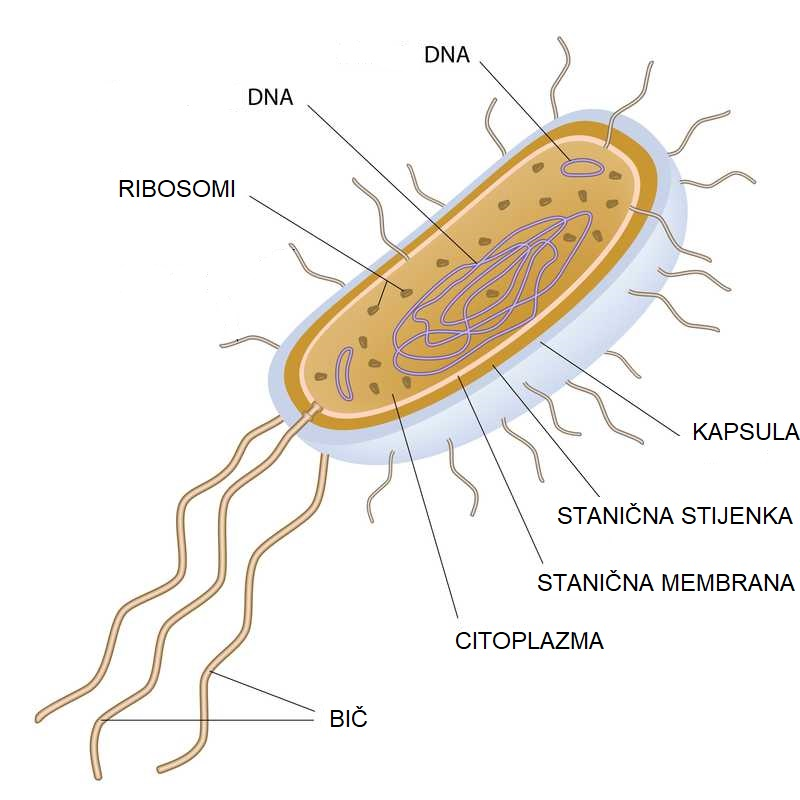 DNA
DNA
RIBOSOMI
KAPSULA
STANIČNA STIJENKA
STANIČNA MEMBRANA
CITOPLAZMA
BIČ